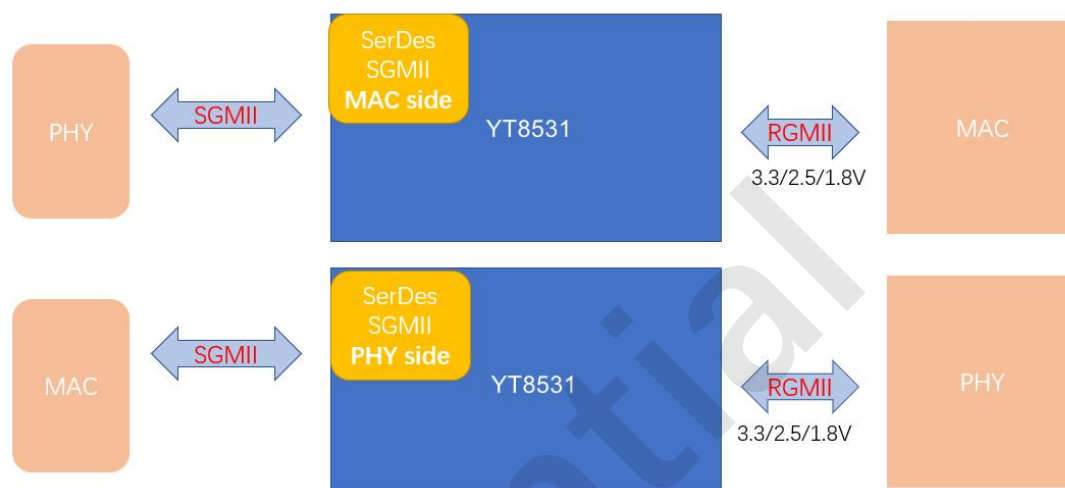 SerDes
SGMII
MAC side
PHY
SGMII
YT8531
RGMII
MAC
3.3/2.5/1.8V
SerDes
SGMII
PHY side
MAC
SGMII
YT8531
RGMII
PHY
3.3/2.5/1.8V
ntial